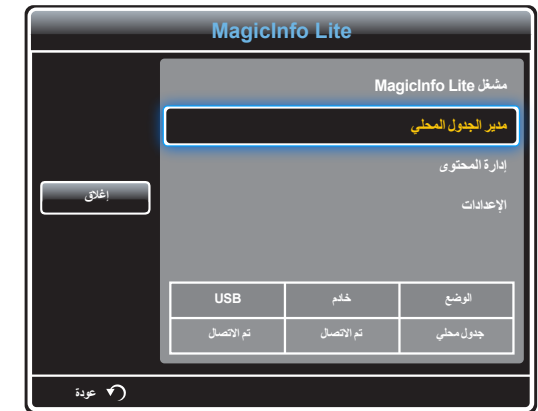 MagicInfo Lite
مشغل MagicInfo Lite
مدير الجدول المحلي
إدارة المحتوى
الإعدادات
إغلاق
الوضع خادم USB
جدول محلي تم الاتصال تم الاتصال
عودة